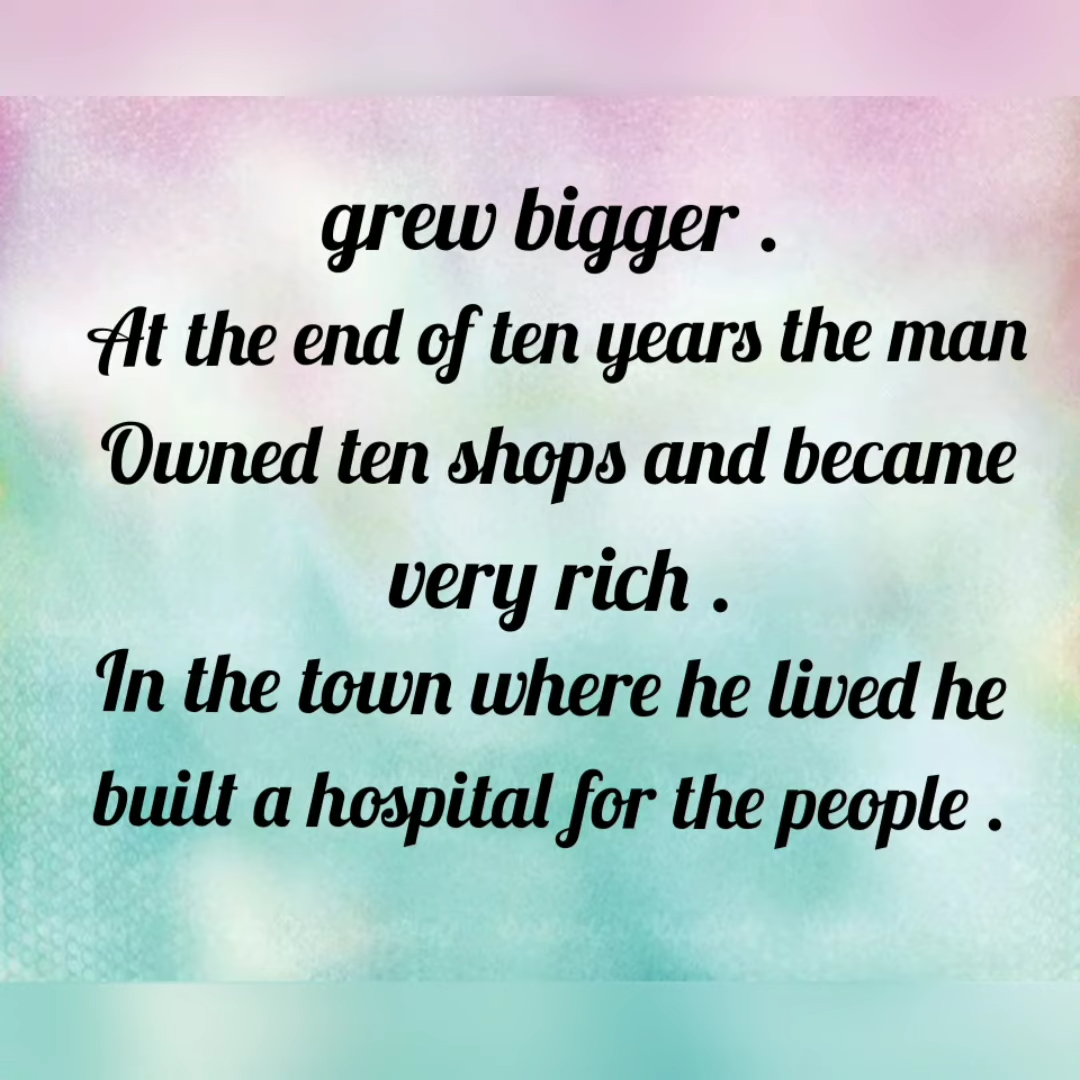 grew bigger .
At the end of ten years the man
Owned ten shops and became
very rich .
In the town where he lived he
built a hospital for the people .